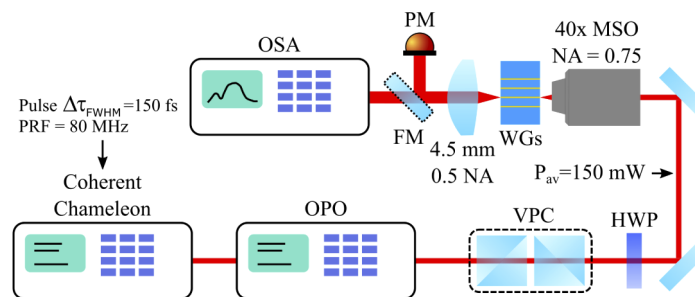 PM
OSA
40x MSO
NA = 0.75
Pulse Δτ_FWHM =150 fs
PRF = 80 MHz
FM
WGs
4.5 mm
0.5 NA
P_av=150 mW
Coherent
Chameleon
OPO
VPC
HWP